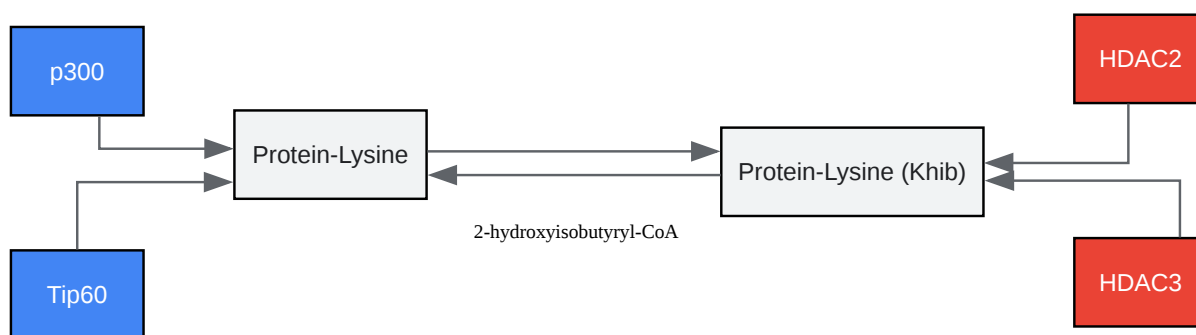 p300
HDAC2
Protein-Lysine
Protein-Lysine (Khib)
2-hydroxyisobutyryl-CoA
Tip60
HDAC3